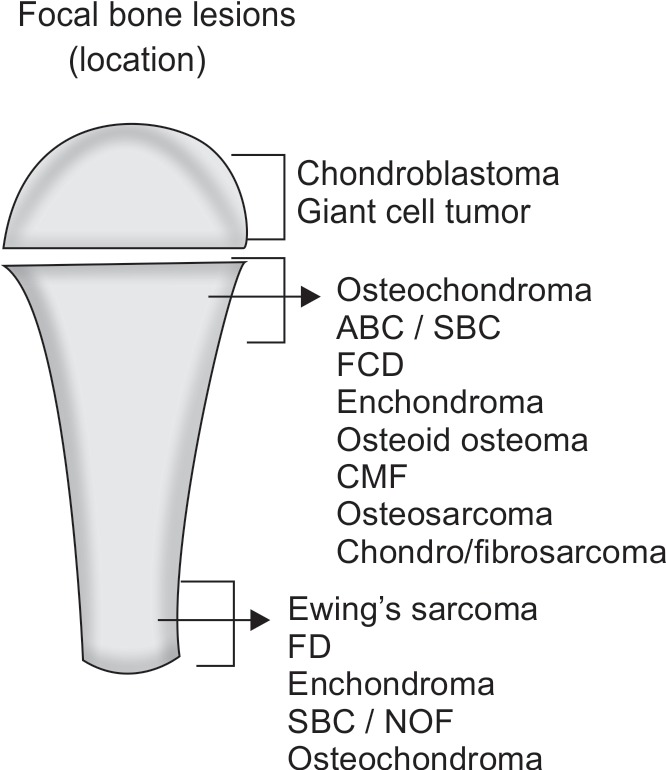 Focal bone lesions
(location)
Chondroblastoma
Giant cell tumor
Osteochondroma
ABC / SBC
FCD
Enchondroma
Osteoid osteoma
CMF
Osteosarcoma
Chondro/fibrosarcoma
Ewing’s sarcoma
FD
Enchondroma
SBC / NOF
Osteochondroma